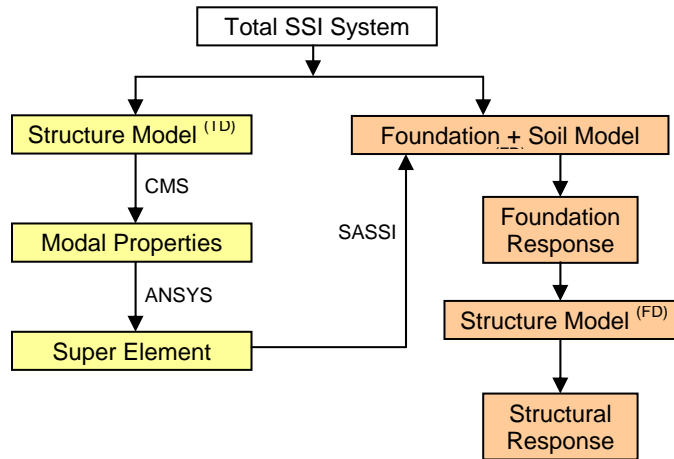 Total SSI System
Structure Model (TD)
Foundation + Soil Model
CMS
Modal Properties
SASSI
Foundation
Response
ANSYS
Structure Model (FD)
Super Element
Structural
Response